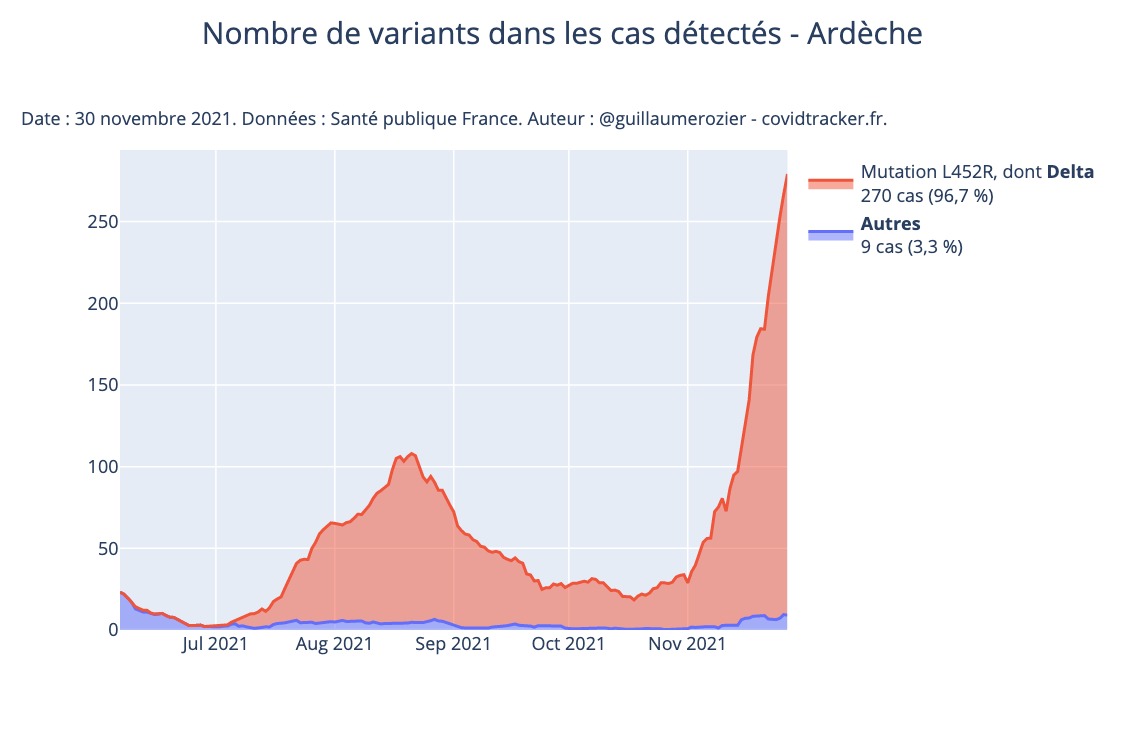 Nombre de variants dans les cas détectés - Ardèche
Date : 30 novembre 2021. Données : Santé publique France. Auteur : @guillaumerozier - covidtracker.fr.
Mutation L452R, dont Delta
270 cas (96,7 %)
Autres
9 cas (3,3 %)
250
200
150
100
50
0
Jul 2021
Aug 2021
Sep 2021
Oct 2021
Nov 2021